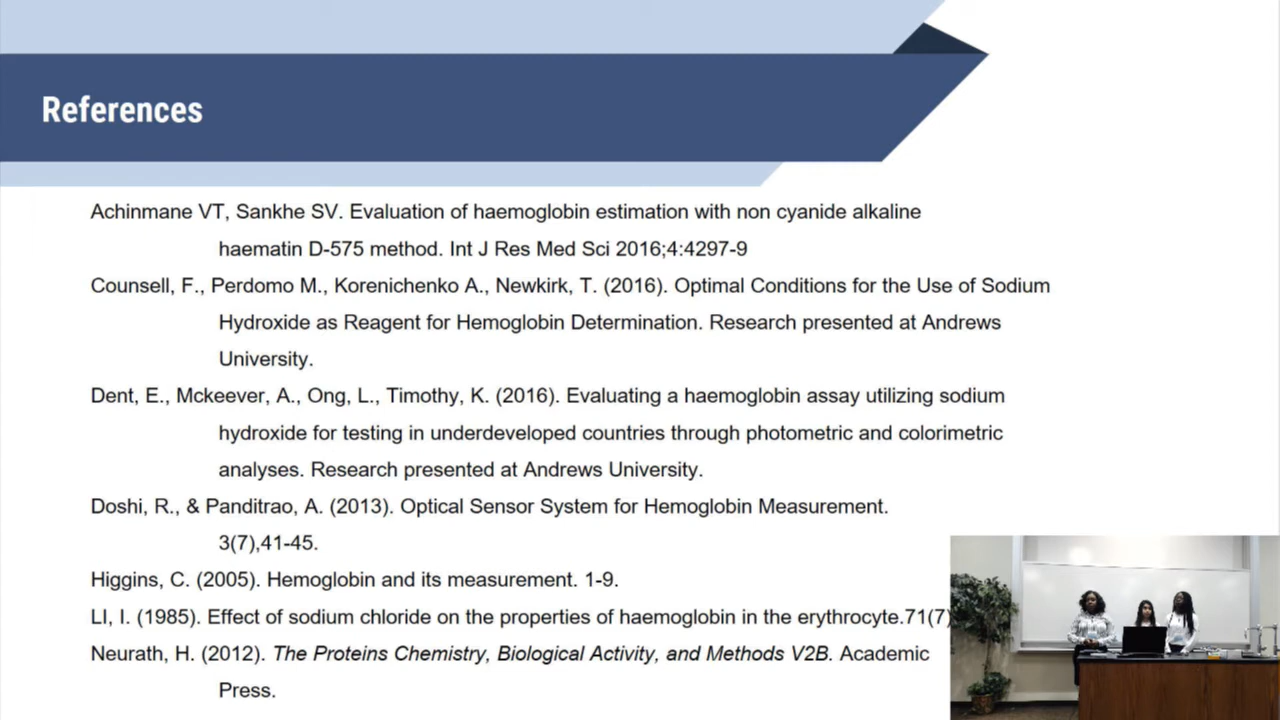 References
Achinmane VT, Sankhe SV. Evaluation of haemoglobin estimation with non cyanide alkaline
haematin D-575 method. Int J Res Med Sci 2016;4:4297-9
Counsell, F., Perdomo M., Korenichenko A., Newkirk, T. (2016). Optimal Conditions for the Use of Sodium
Hydroxide as Reagent for Hemoglobin Determination. Research presented at Andrews
University.
Dent, E., Mckeever, A., Ong, L., Timothy, K. (2016). Evaluating a haemoglobin assay utilizing sodium
hydroxide for testing in underdeveloped countries through photometric and colorimetric
analyses. Research presented at Andrews University.
Doshi, R., & Panditrao, A. (2013). Optical Sensor System for Hemoglobin Measurement.
3(7),41-45.
Higgins, C. (2005). Hemoglobin and its measurement. 1-9.
LI, I. (1985). Effect of sodium chloride on the properties of haemoglobin in the erythrocyte.71(7)
Neurath, H. (2012). The Proteins Chemistry, Biological Activity, and Methods V2B. Academic
Press.